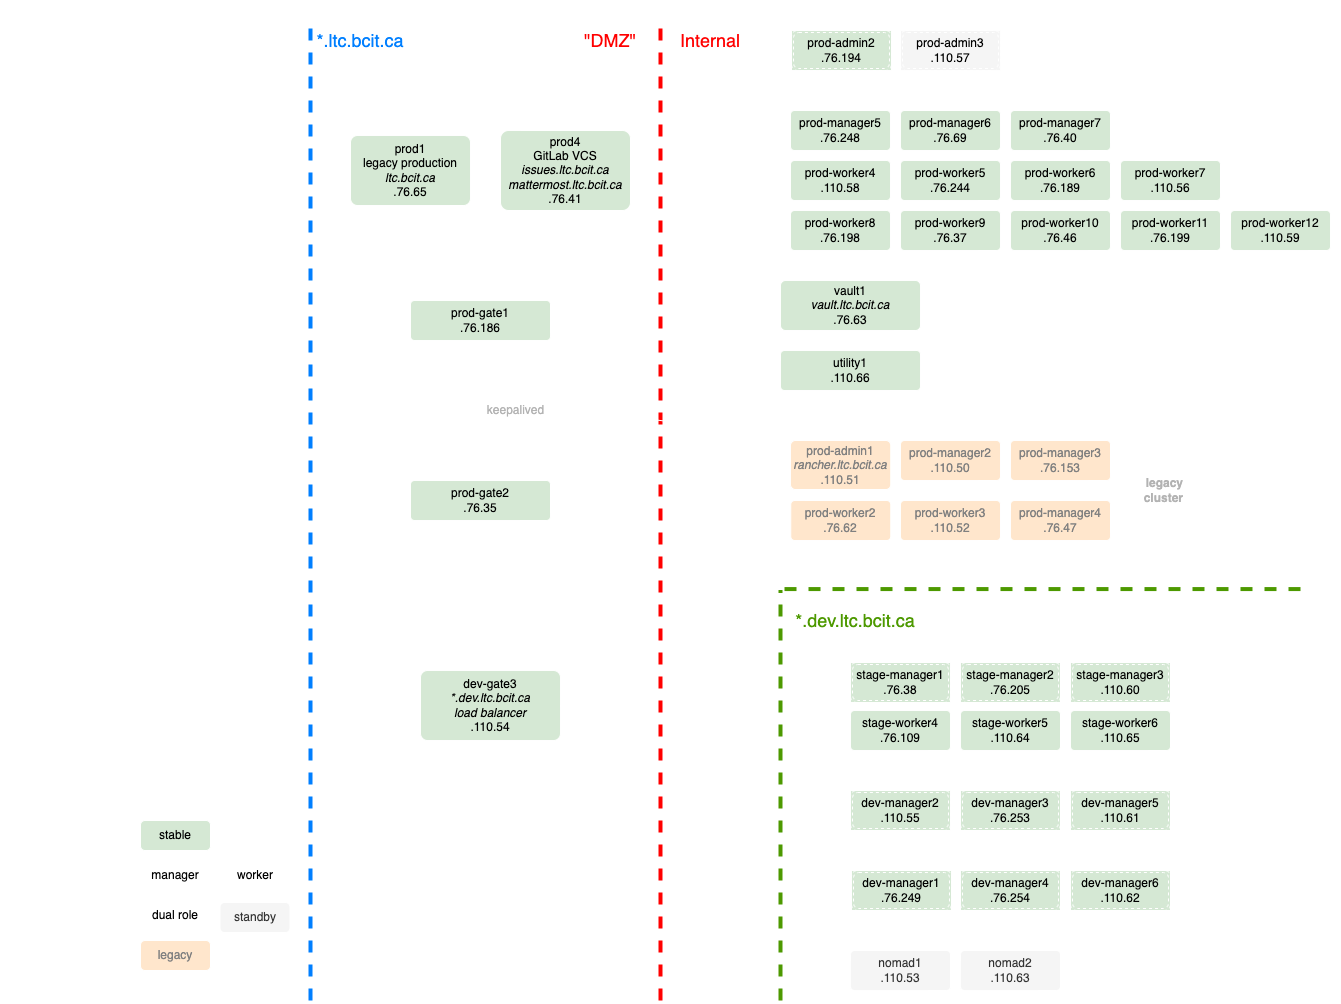 *.ltc.bcit.ca
"DMZ"
Internal
prod-admin2
.76.194
prod-admin3
.110.57
prod1
legacy production
ltc.bcit.ca
.76.65
prod4
GitLab VCS
issues.ltc.bcit.ca
mattermost.ltc.bcit.ca
.76.41
prod-manager5
.76.248
prod-manager6
.76.69
prod-manager7
.76.40
prod-worker4
.110.58
prod-worker5
.76.244
prod-worker6
.76.189
prod-worker7
.110.56
prod-worker8
.76.198
prod-worker9
.76.37
prod-worker10
.76.46
prod-worker11
.76.199
prod-worker12
.110.59
prod-gate1
.76.186
vault1
vault.ltc.bcit.ca
.76.63
utility1
.110.66
keepalived
prod-gate2
.76.35
prod-admin1
rancher.ltc.bcit.ca
.110.51
prod-manager2
.110.50
prod-manager3
.76.153
legacy
cluster
prod-worker2
.76.62
prod-worker3
.110.52
prod-manager4
.76.47
*.dev.ltc.bcit.ca
dev-gate3
*.dev.ltc.bcit.ca
load balancer
.110.54
stage-manager1
.76.38
stage-manager2
.76.205
stage-manager3
.110.60
stage-worker4
.76.109
stage-worker5
.110.64
stage-worker6
.110.65
dev-manager2
.110.55
dev-manager3
.76.253
dev-manager5
.110.61
dev-manager1
.76.249
dev-manager4
.76.254
dev-manager6
.110.62
nomad1
.110.53
nomad2
.110.63
stable
manager
worker
dual role
standby
legacy